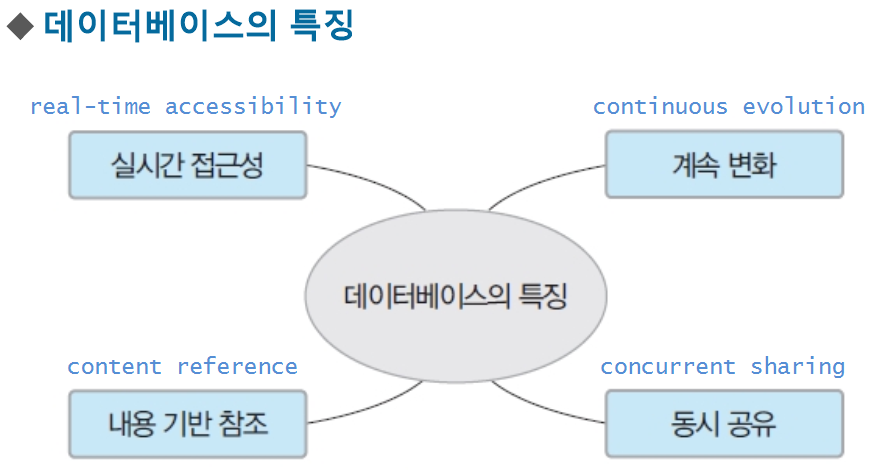 ◆ 데이터베이스의 특징
real-time accessibility
실시간 접근성
continuous evolution
계속 변화
데이터베이스의 특징
content reference
내용 기반 참조
concurrent sharing
동시 공유